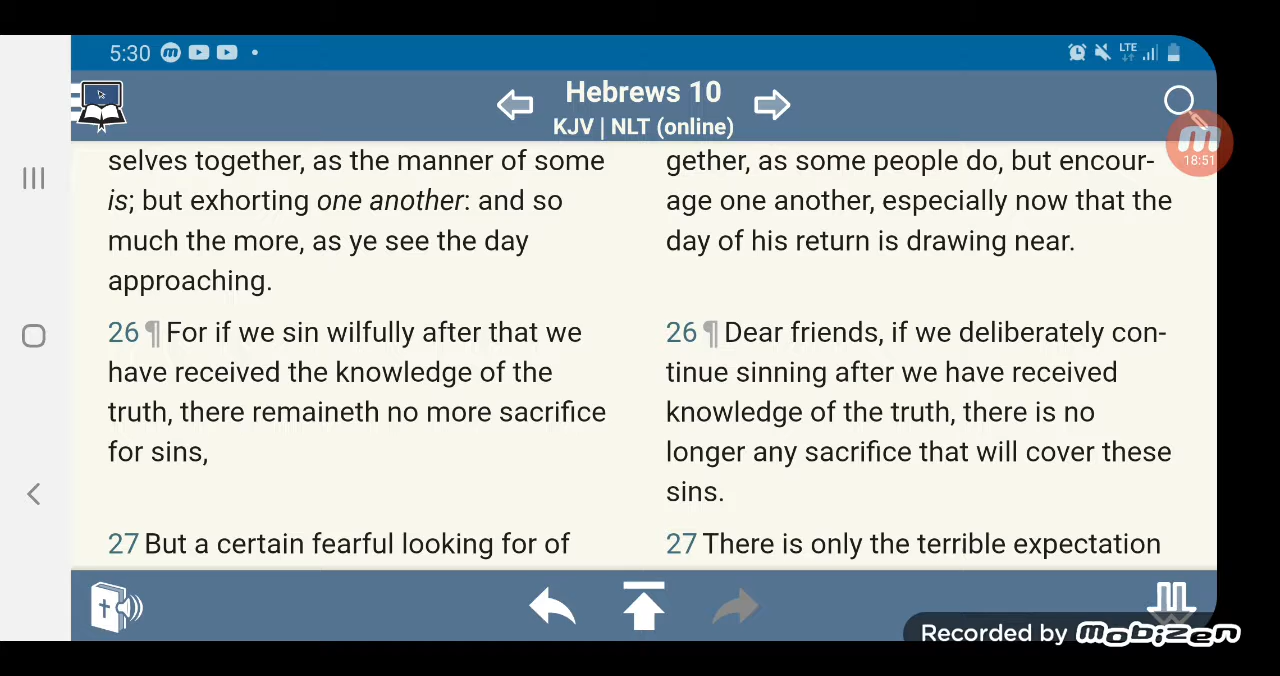 5:30
LTE
Hebrews 10
KJV | NLT (online)
18:51
selves together, as the manner of some
is; but exhorting one another: and so
much the more, as ye see the day
approaching.
26 ¶ For if we sin wilfully after that we
have received the knowledge of the
truth, there remaineth no more sacrifice
for sins,
27 But a certain fearful looking for of
gether, as some people do, but encour-
age one another, especially now that the
day of his return is drawing near.
26 ¶ Dear friends, if we deliberately con-
tinue sinning after we have received
knowledge of the truth, there is no
longer any sacrifice that will cover these
sins.
27 There is only the terrible expectation
Recorded by Mobizen